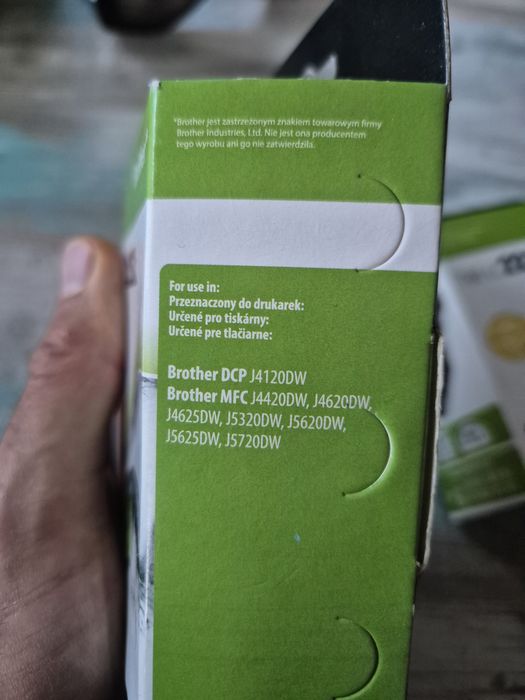 *Brother jest zastrzeżonym znakiem towarowym firmy
Brother Industries, Ltd. Nie jest ona producentem
tego wyrobu ani go nie zatwierdziła.
For use in:
Przeznaczony do drukarek:
Určené pro tiskárny:
Určené pre tlačiarne:
Brother DCP J4120DW
Brother MFC J4420DW, J4620DW,
J4625DW, J5320DW, J5620DW,
J5625DW, J5720DW